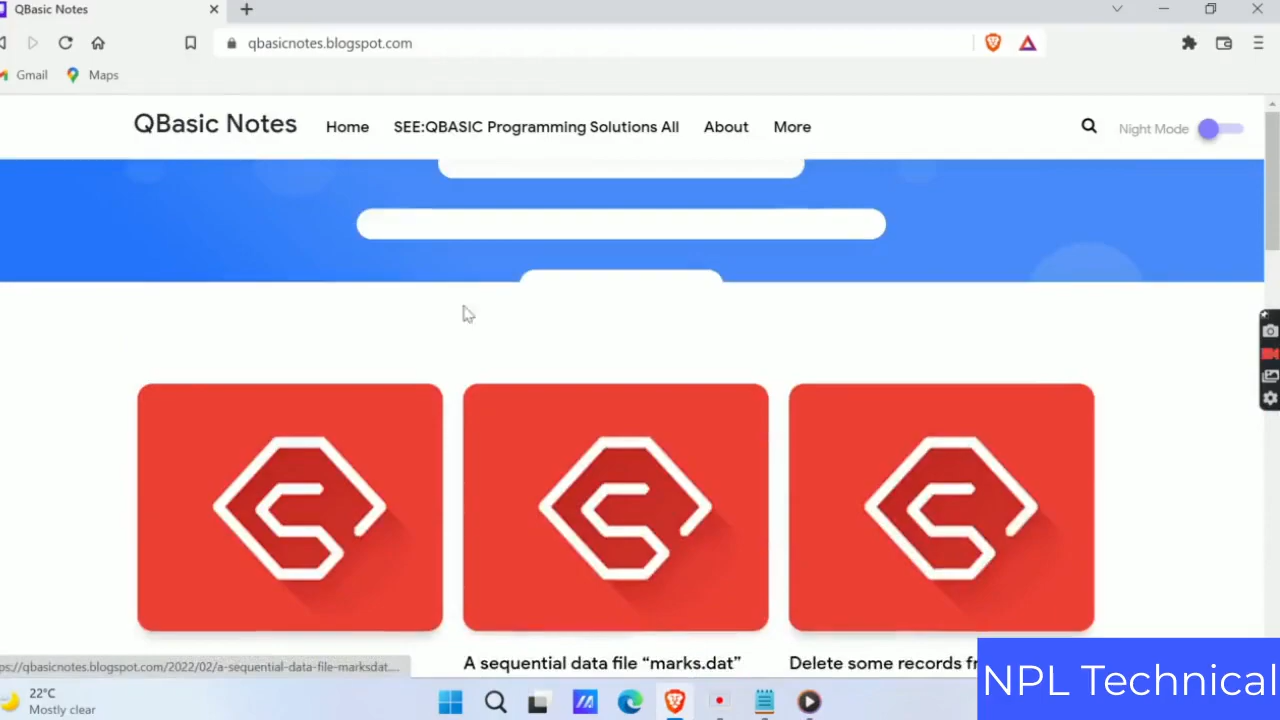 QBasic Notes
qbasicnotes.blogspot.com
Gmail
Maps
QBasic Notes
Home
SEE:QBASIC Programming Solutions All
About
More
Night Mode
A sequential data file “marks.dat”
Delete some records
ps://qbasicnotes.blogspot.com/2022/02/a-sequential-data-file-marksdat....
22°C
Mostly clear
NPL Technical